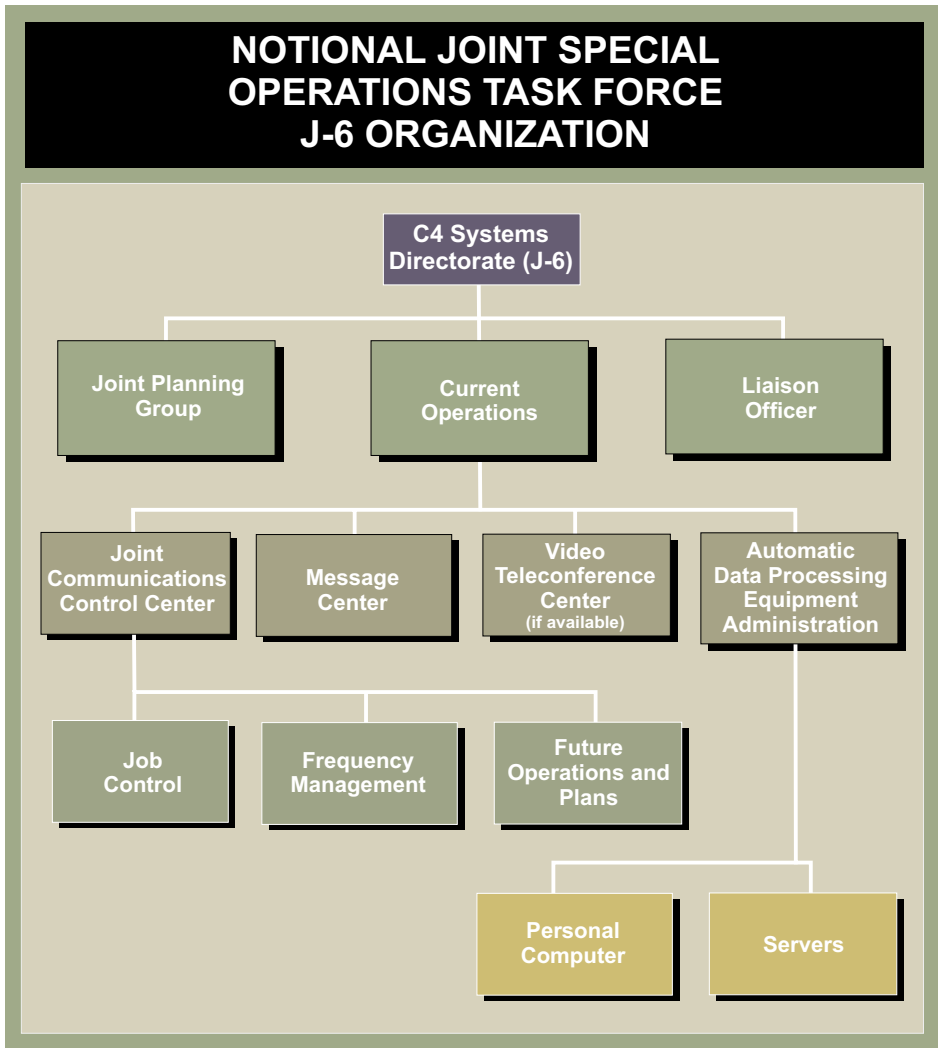 NOTIONAL JOINT SPECIAL
OPERATIONS TASK FORCE
J-6 ORGANIZATION
C4 Systems
Directorate (J-6)
Joint Planning
Group
Current
Operations
Liaison
Officer
Joint
Communications
Control Center
Message
Center
Video
Teleconference
Center
(if available)
Automatic
Data Processing
Equipment
Administration
Job
Control
Frequency
Management
Future
Operations and
Plans
Personal
Computer
Servers